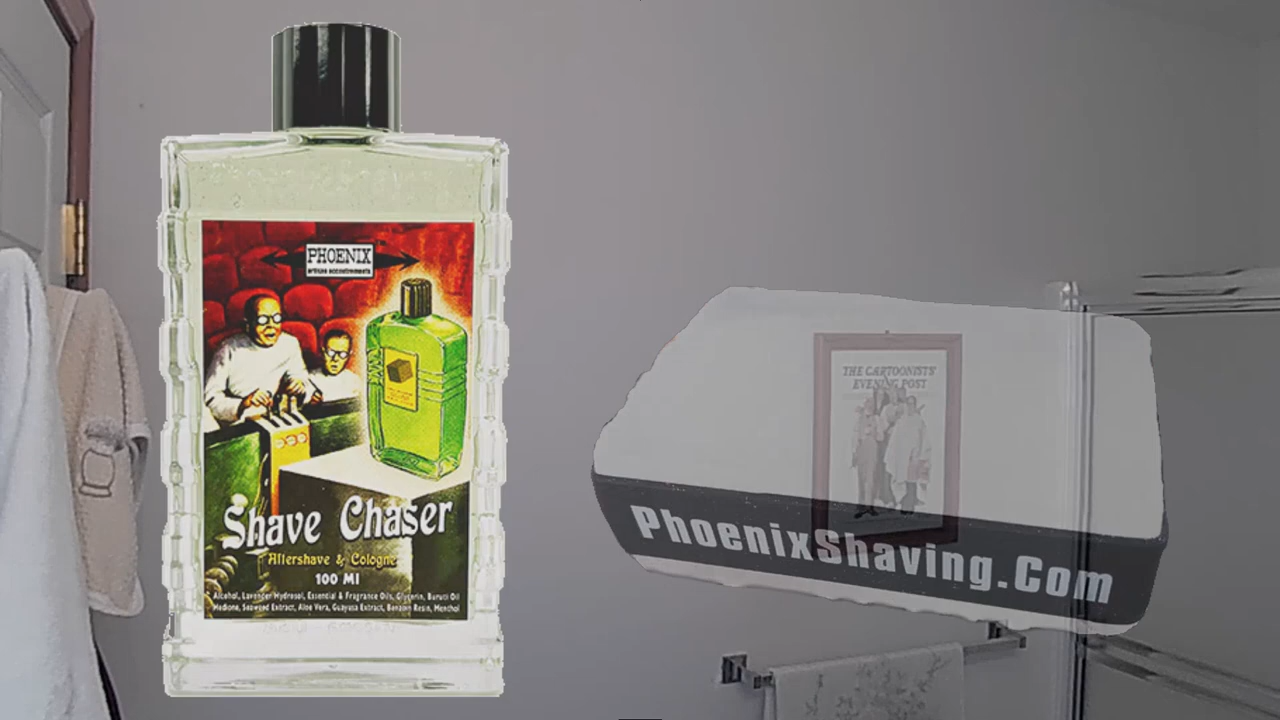 PHOENIX
artisan accoutrements
Shave Chaser
Aftershave & Cologne
100 Ml
Alcohol, Lavender Hydrosol, Essential & Fragrance Oils, Glycerin, Buruti Oil
Medione, Seaweed Extract, Aloe Vera, Guayusa Extract, Benzoin Resin, Menthol
THE CARTOONISTS'
EVENING POST
PhoenixShaving.Com